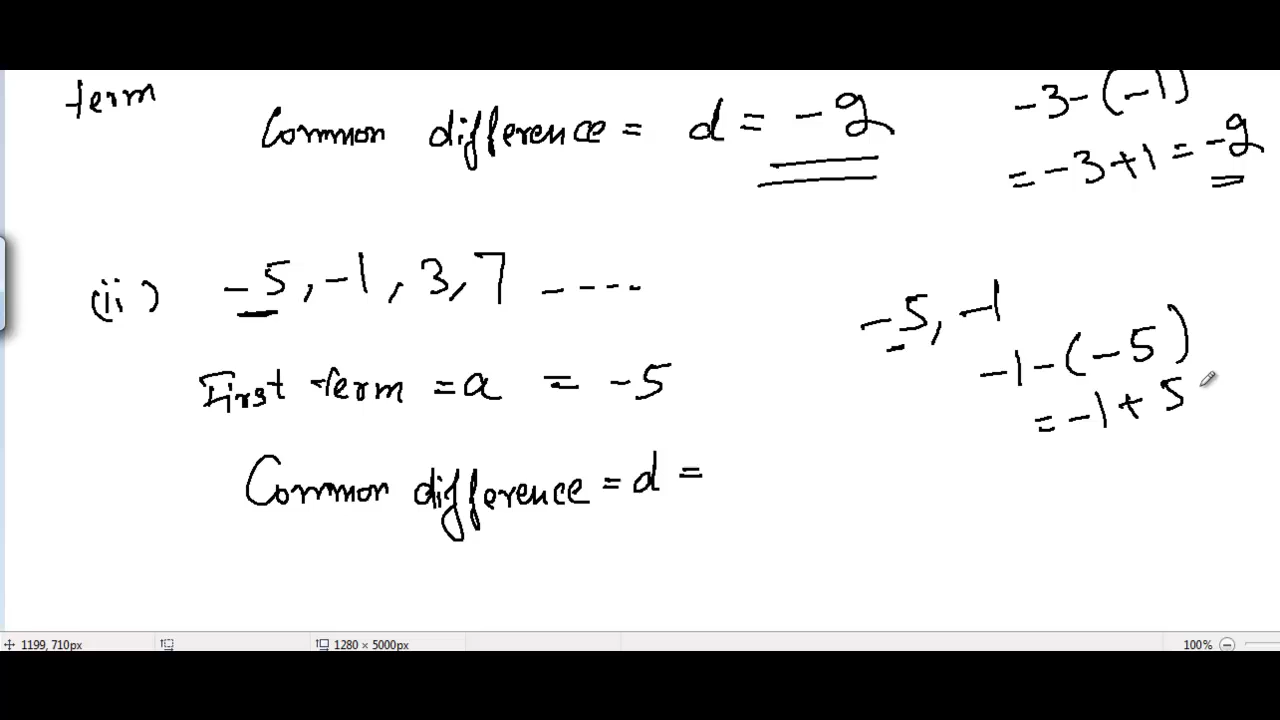 term
Common difference = d = -2
-3-(-1)
= -3+1 = -2
(ii) -5, -1, 3, 7 -----
-5, -1
-1-(-5)
First term = a = -5
= -1+5
Common difference = d =
1199, 710px
1280 × 5000px
100%